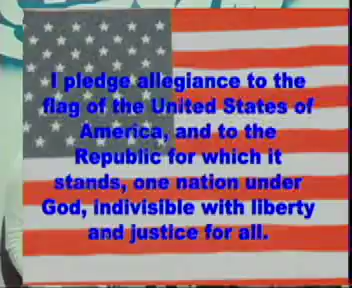 I pledge allegiance to the
flag of the United States of
America, and to the
Republic for which it
stands, one nation under
God, indivisible with liberty
and justice for all.